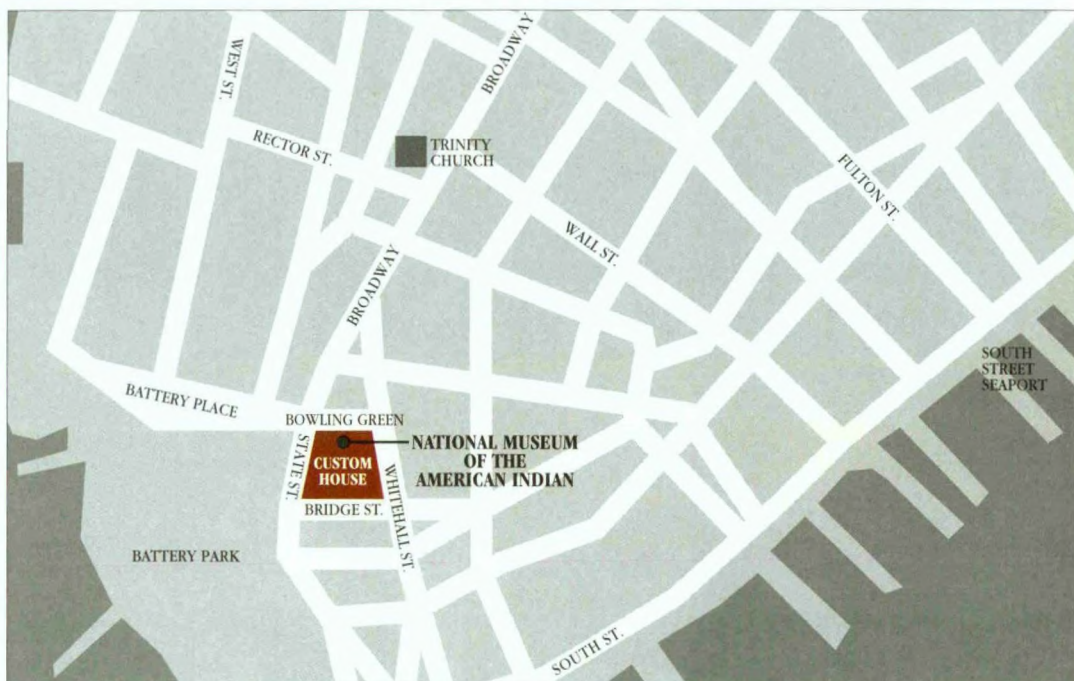 WEST ST.
BROADWAY
RECTOR ST.
TRINITY
CHURCH
FULTON ST.
WALL ST.
BROADWAY
SOUTH
STREET
SEAPORT
BATTERY PLACE
BOWLING GREEN
STATE ST.
CUSTOM
HOUSE
NATIONAL MUSEUM
OF THE
AMERICAN INDIAN
WHITEHALL ST.
BRIDGE ST.
BATTERY PARK
SOUTH ST.